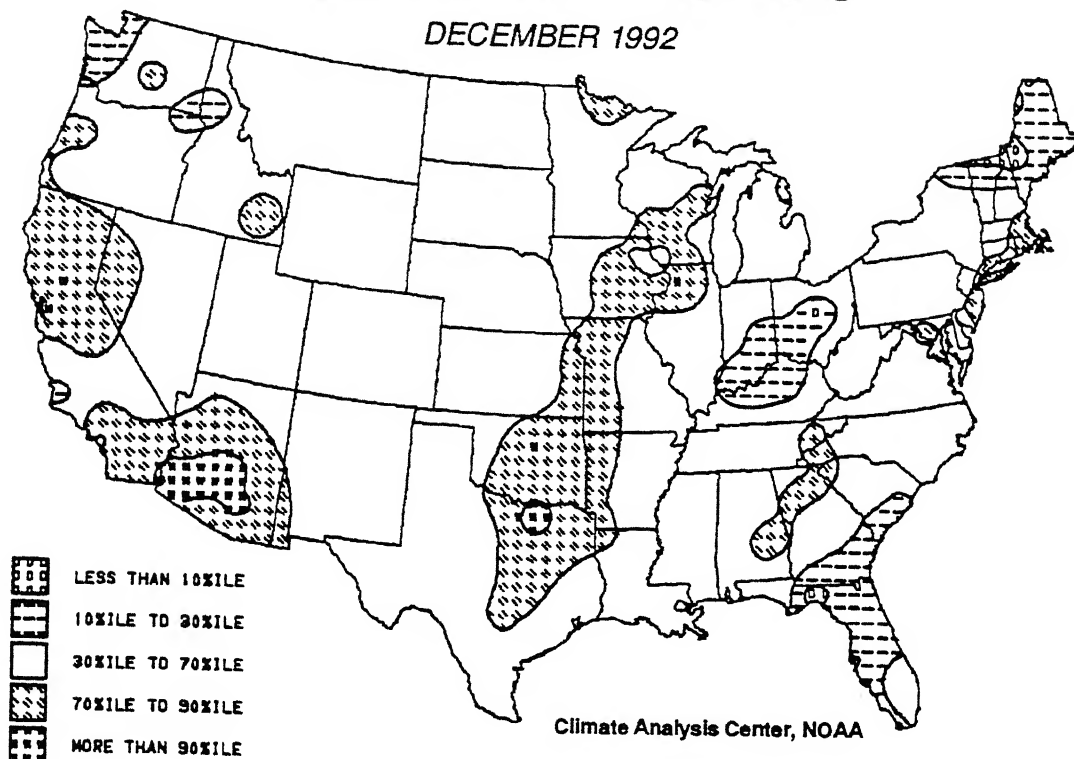 DECEMBER 1992
LESS THAN 10%ILE
10%ILE TO 30%ILE
30%ILE TO 70%ILE
70%ILE TO 90%ILE
MORE THAN 90%ILE
Climate Analysis Center, NOAA